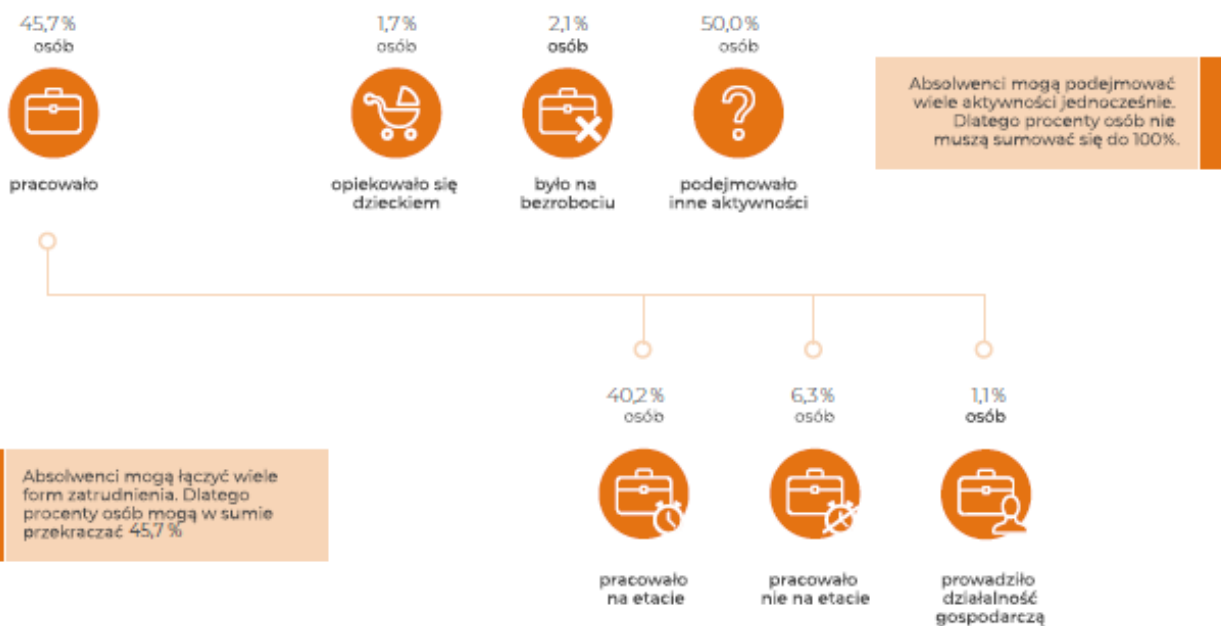 45,7%
osób
pracowało
1,7%
osób
opiekowało się
dzieckiem
2,1%
osób
było na
bezrobociu
50,0%
osób
podejmowało
inne aktywności
Absolwenci mogą podejmować
wiele aktywności jednocześnie.
Dlatego procenty osób nie
muszą sumować się do 100%.
Absolwenci mogą łączyć wiele
form zatrudnienia. Dlatego
procenty osób mogą w sumie
przekraczać 45,7 %
40,2%
osób
pracowało
na etacie
6,3%
osób
pracowało
nie na etacie
1,1%
osób
prowadziło
działalność
gospodarczą